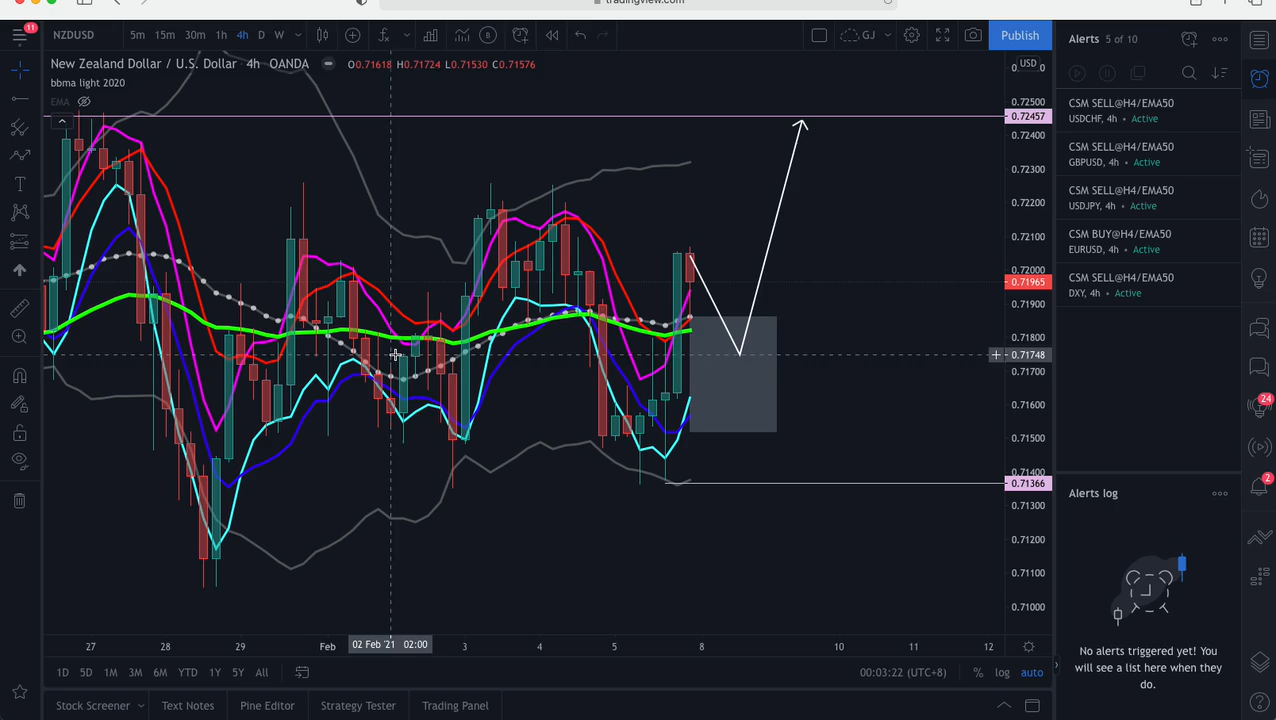 tradingview.com
11
NZDUSD 5m 15m 30m 1h 4h D W GJ Publish
New Zealand Dollar / U.S. Dollar · 4h · OANDA O0.71618 H0.71724 L0.71530 C0.71576
bbma light 2020
EMA
USD
0.72500
0.72457
0.72400
0.72300
0.72200
0.72100
0.72000
0.71965
0.71900
0.71800
0.71748
0.71700
0.71600
0.71500
0.71400
0.71366
0.71300
0.71200
0.71100
0.71000
27 28 29 Feb 02 Feb '21 02:00 3 4 5 8 10 11 12
1D 5D 1M 3M 6M YTD 1Y 5Y All 00:03:22 (UTC+8) % log auto
Stock Screener Text Notes Pine Editor Strategy Tester Trading Panel
Alerts 5 of 10
CSM SELL@H4/EMA50
USDCHF, 4h • Active
CSM SELL@H4/EMA50
GBPUSD, 4h • Active
CSM SELL@H4/EMA50
USDJPY, 4h • Active
CSM BUY@H4/EMA50
EURUSD, 4h • Active
CSM SELL@H4/EMA50
DXY, 4h • Active
Alerts log
No alerts triggered yet! You
will see a list here when they
do.
24
2